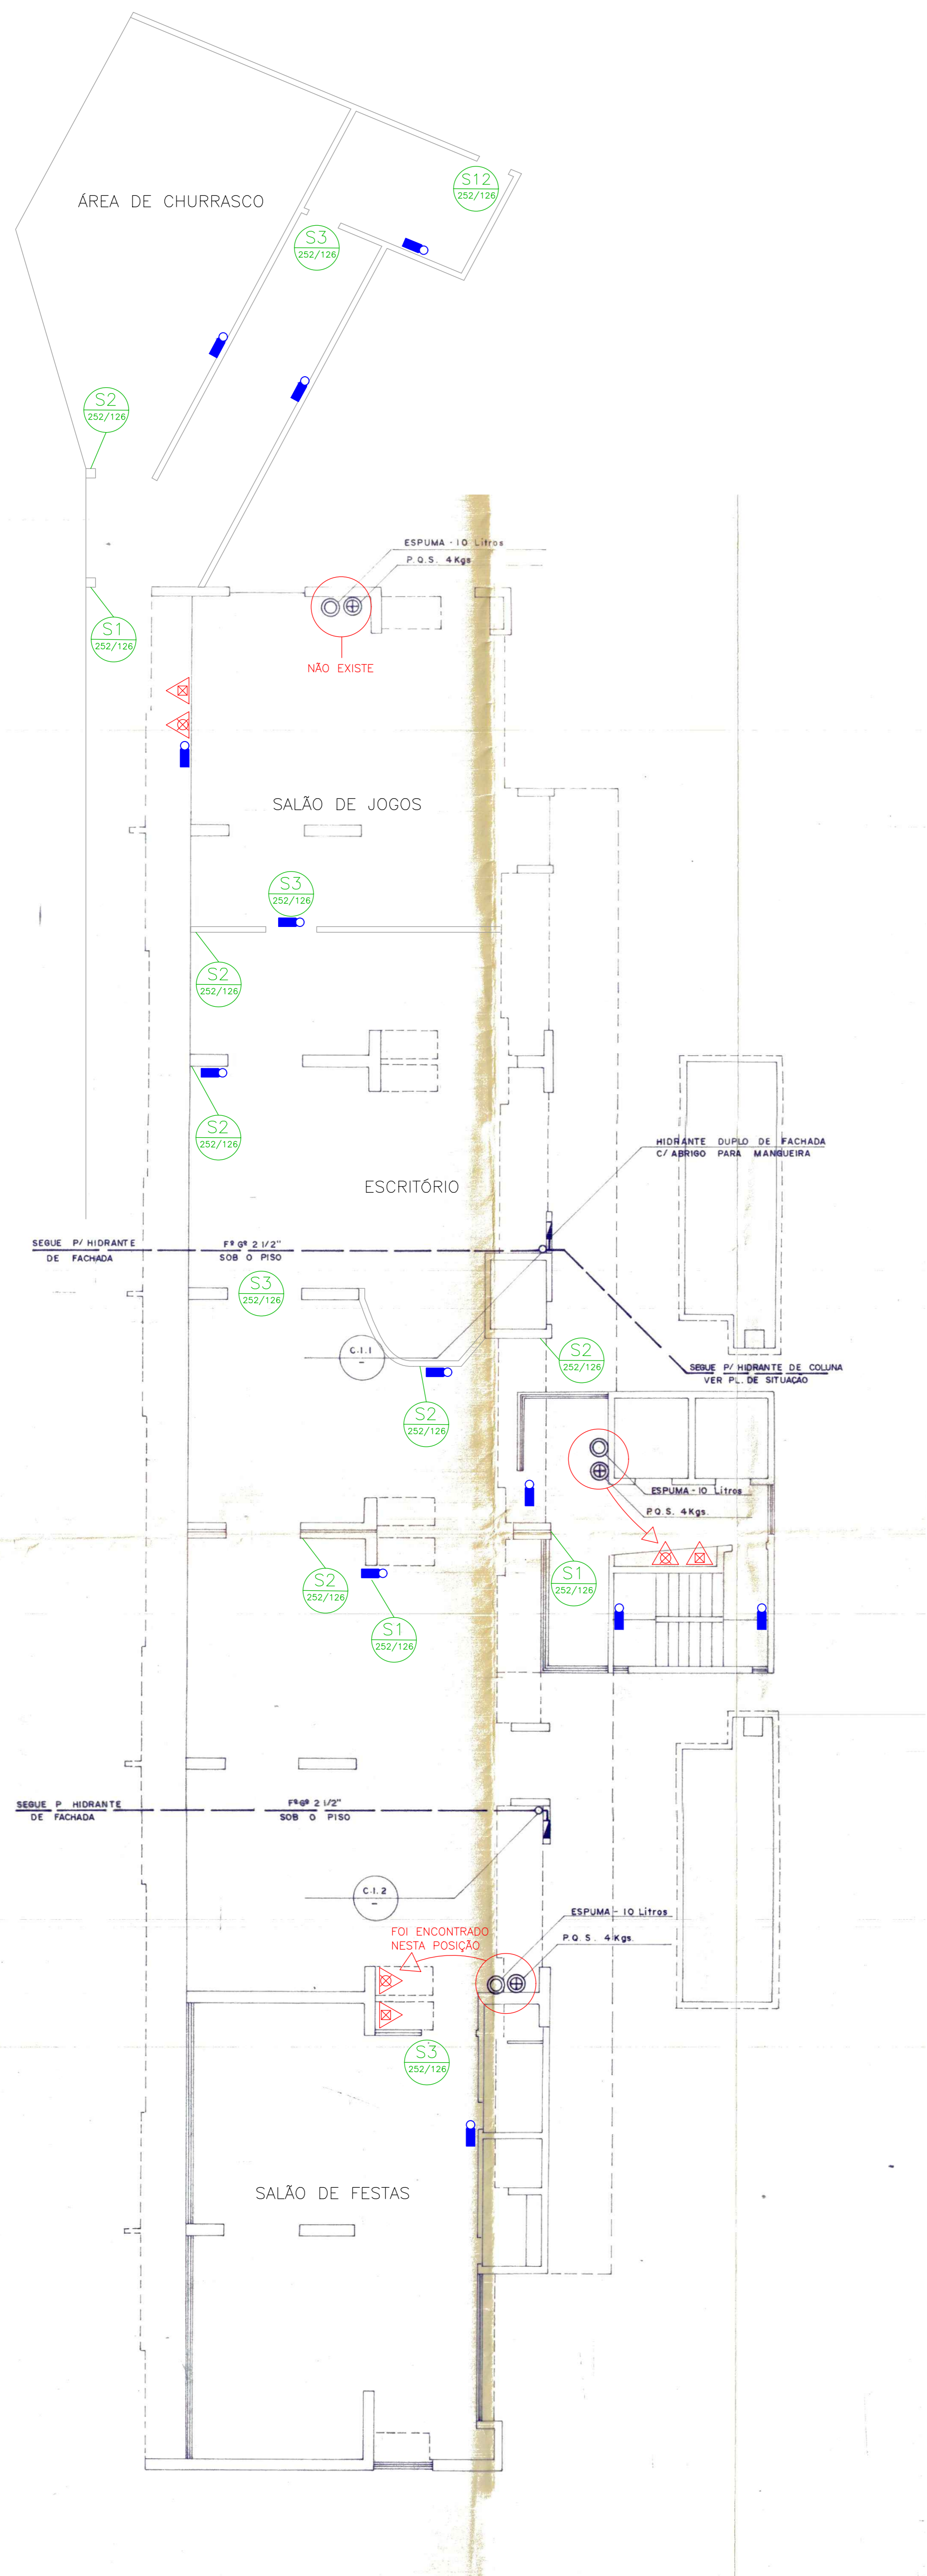 S12
252/126
ÁREA DE CHURRASCO
S3
252/126
S2
252/126
ESPUMA - 10 Litros
P.Q.S. 4Kgs
S1
252/126
NÃO EXISTE
SALÃO DE JOGOS
S3
252/126
S2
252/126
S2
252/126
HIDRANTE DUPLO DE FACHADA
C/ ABRIGO PARA MANGUEIRA
ESCRITÓRIO
SEGUE P/ HIDRANTE
DE FACHADA
Fº Gº 2 1/2"
SOB O PISO
S3
252/126
C.I.1
-
S2
252/126
SEGUE P/ HIDRANTE DE COLUNA
VER PL. DE SITUAÇÃO
S2
252/126
ESPUMA - 10 Litros
P.Q.S. 4Kgs.
S2
252/126
S1
252/126
S1
252/126
SEGUE P HIDRANTE
DE FACHADA
Fº Gº 2 1/2"
SOB O PISO
C.I.2
-
ESPUMA - 10 Litros
FOI ENCONTRADO
NESTA POSIÇÃO
P.Q.S. 4Kgs.
S3
252/126
SALÃO DE FESTAS